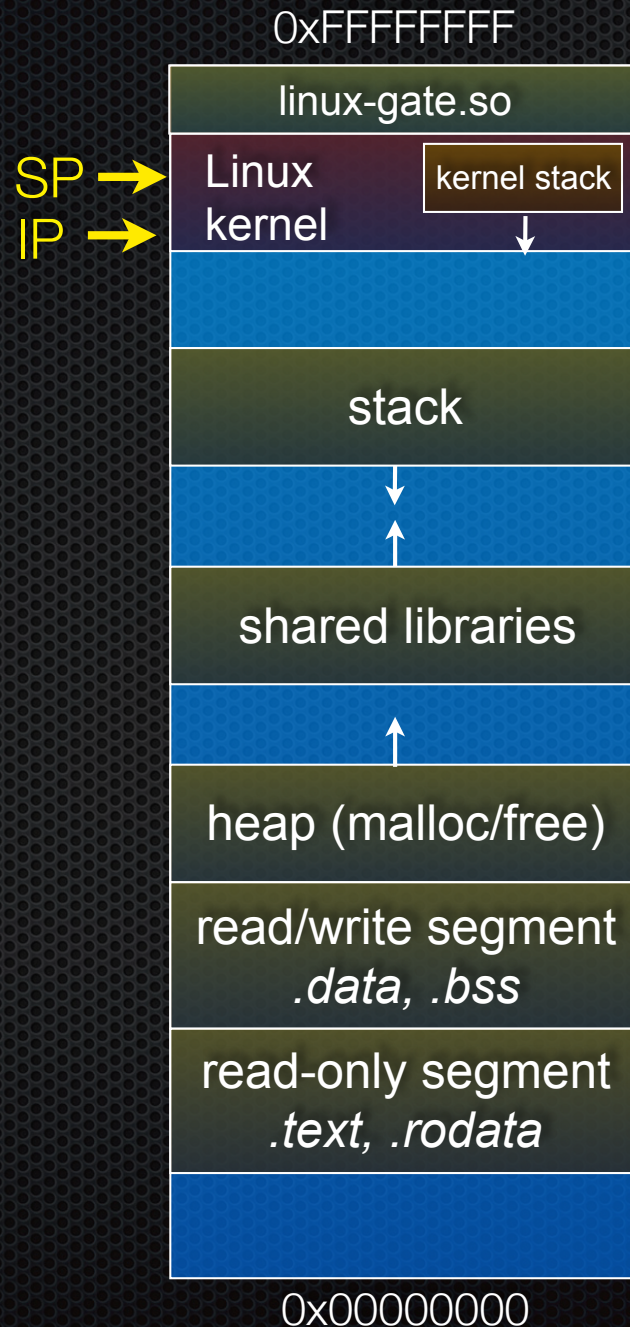 0xFFFFFFFF
linux-gate.so
SP
Linux
kernel
kernel stack
IP
stack
shared libraries
heap (malloc/free)
read/write segment
.data, .bss
read-only segment
.text, .rodata
0x00000000